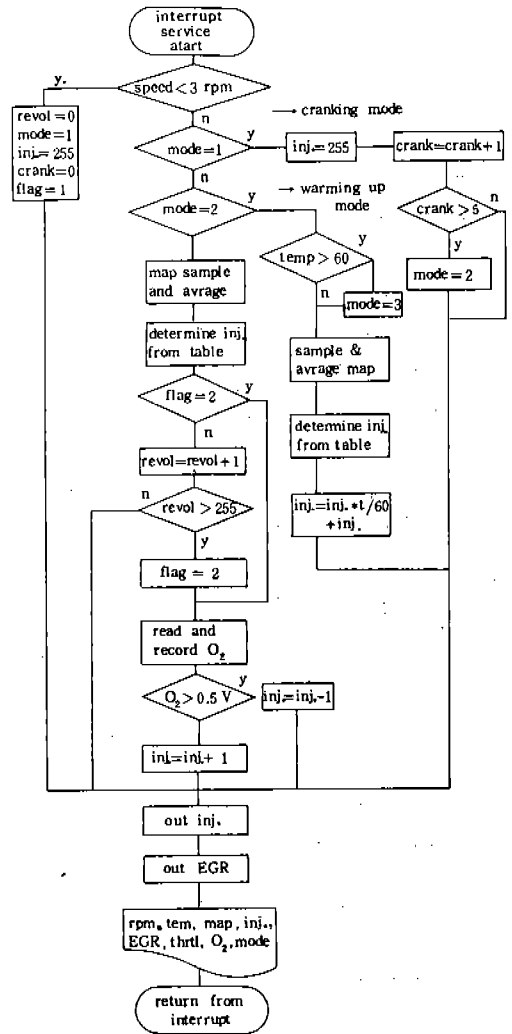 interrupt
service
atart
y.
speed<3 rpm
n
revol=0
mode=1
inj.=255
crank=0
flag=1
→ cranking mode
mode=1
y
inj.=255
crank=crank+1
n
mode=2
y
→ warming up
mode
crank>5
n
y
mode=2
temp>60
y
n
mode=3
map sample
and avrage
sample &
avrage map
determine inj.
from table
determine inj.
from table
flag=2
y
n
revol=revol+1
inj.=inj.*t/60
+inj.
n
revol>255
y
flag = 2
read and
record O₂
O₂>0.5 V
y
inj.=inj.-1
inj.=inj.+ 1
out inj.
out EGR
rpm, tem, map, inj.,
EGR, thrtl, O₂, mode
return from
interrupt